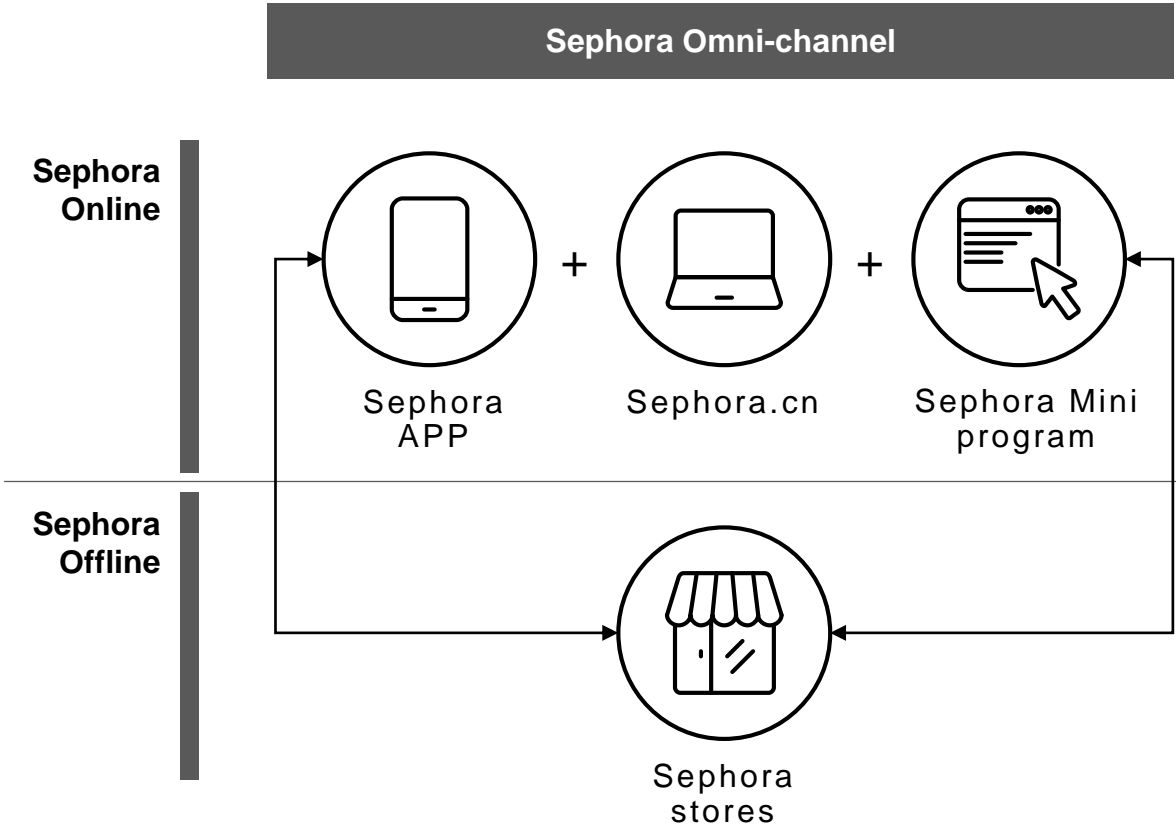 Sephora Omni-channel
Sephora
Online
+
+
Sephora
APP
Sephora.cn
Sephora Mini
program
Sephora
Offline
Sephora
stores